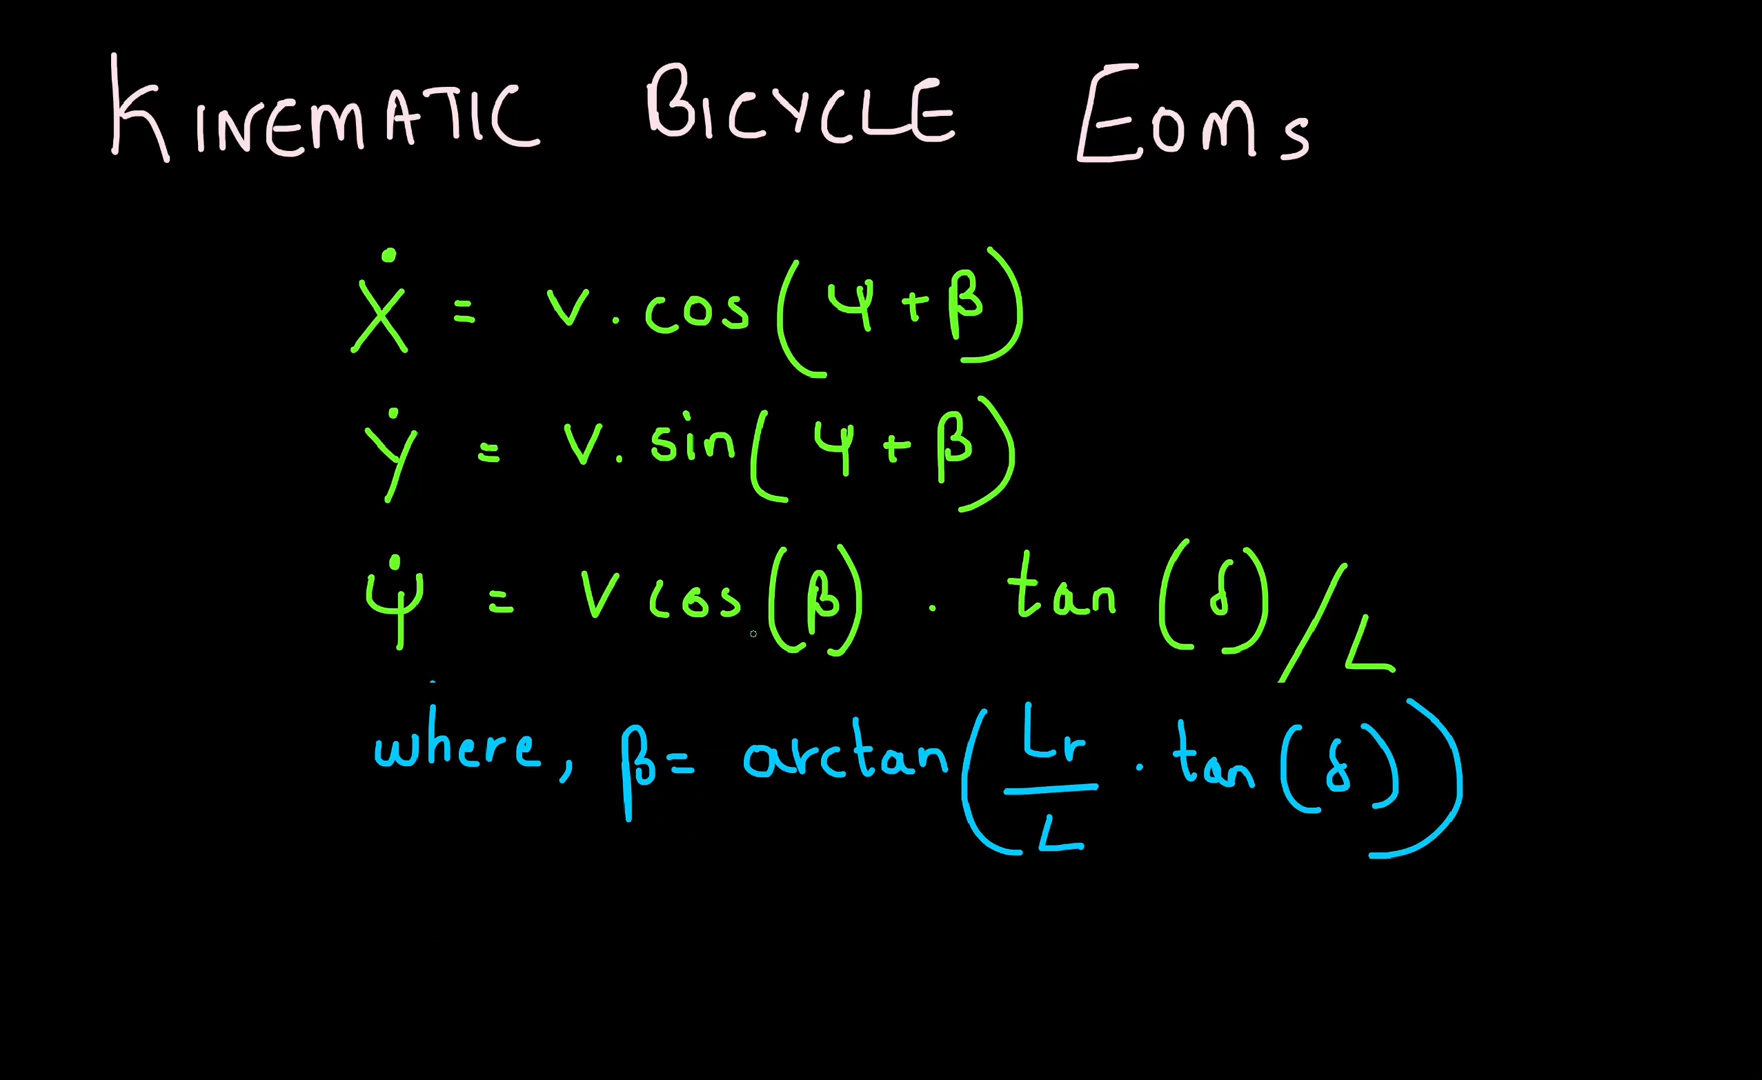 KINEMATIC BICYCLE EOMs
Ẋ = v . cos ( ψ + β )
Ẏ = v . sin ( ψ + β )
ψ̇ = v cos ( β ) . tan ( δ ) / L
where, β = arctan ( Lr / L . tan ( δ ) )